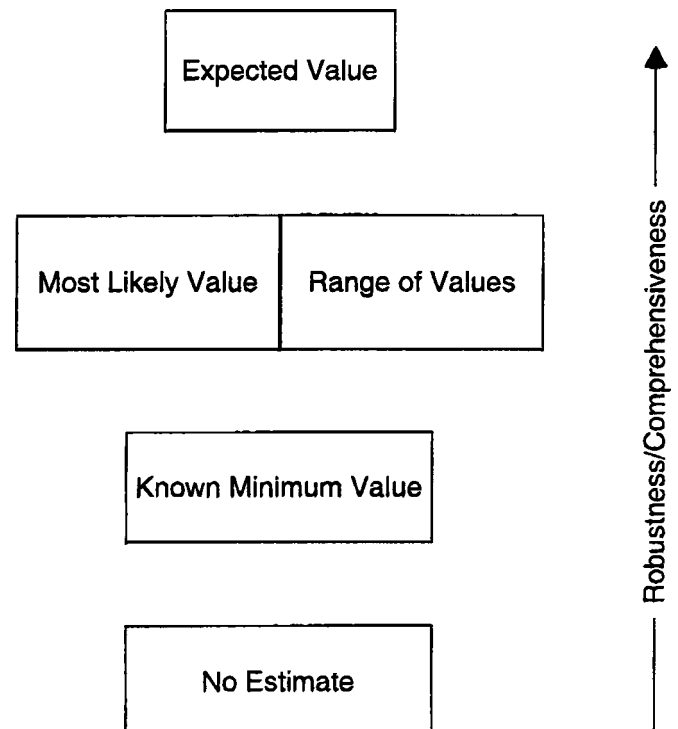 Expected Value
Most Likely Value
Range of Values
Known Minimum Value
No Estimate
Robustness/Comprehensiveness